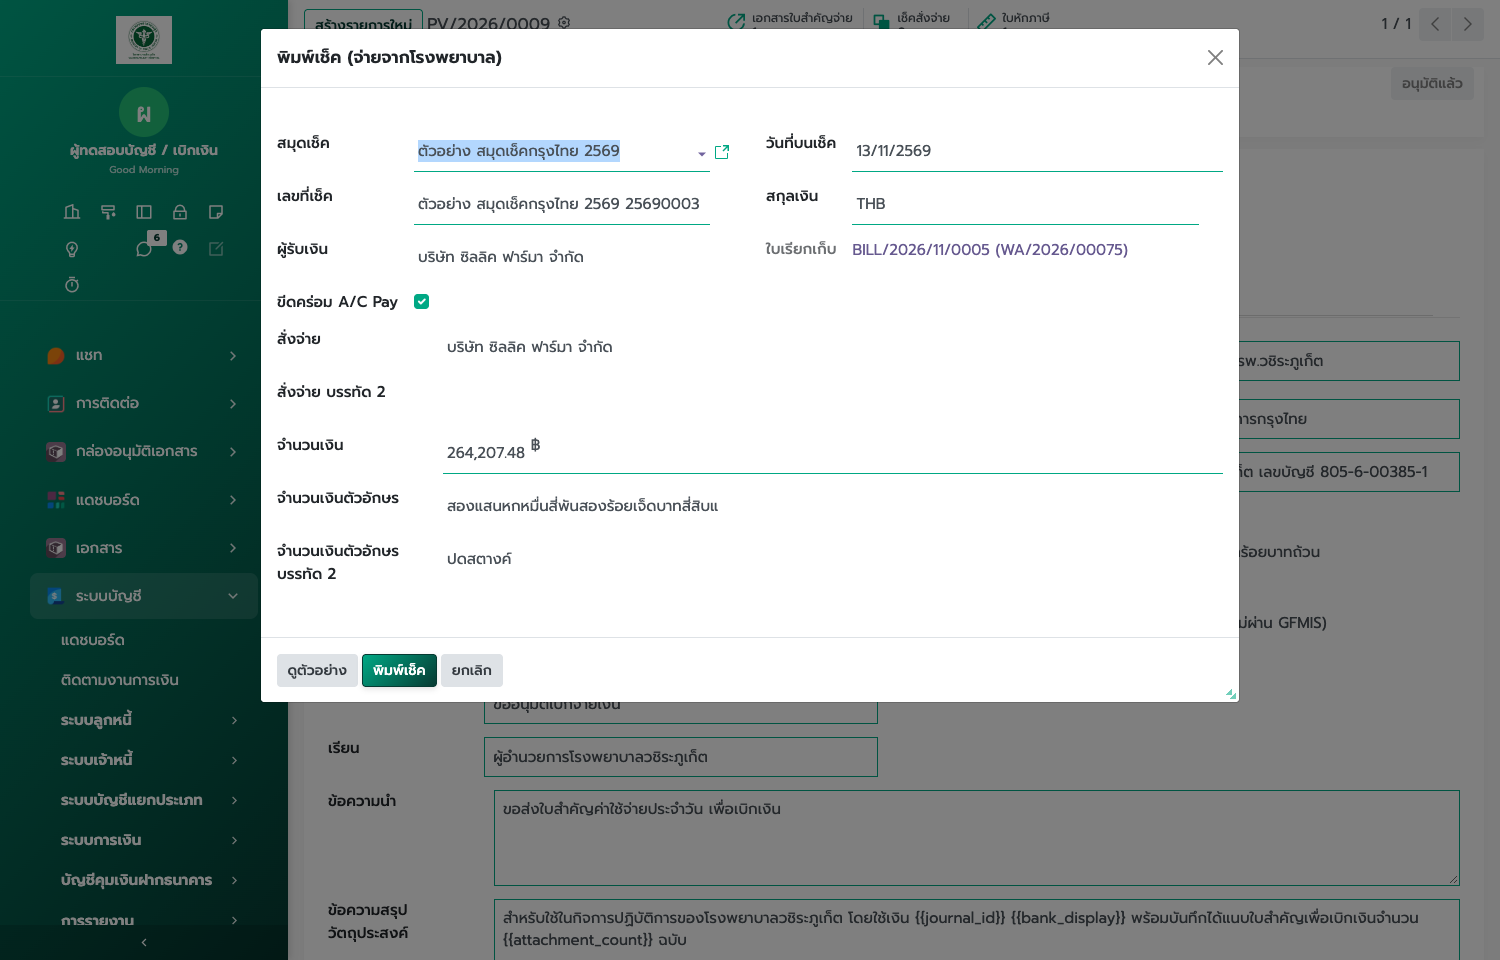 สร้างรายการใหม่
PV/2026/0009
เอกสารใบสำคัญจ่าย
เช็คสั่งจ่าย
ใบหักภาษี
1 / 1
อนุมัติแล้ว
ผ
ผู้ทดสอบบัญชี / เบิกเงิน
Good Morning
6
แชท
การติดต่อ
กล่องอนุมัติเอกสาร
แดชบอร์ด
เอกสาร
ระบบบัญชี
แดชบอร์ด
ติดตามงานการเงิน
ระบบลูกหนี้
ระบบเจ้าหนี้
ระบบบัญชีแยกประเภท
ระบบการเงิน
บัญชีคุมเงินฝากธนาคาร
การรายงาน
พิมพ์เช็ค (จ่ายจากโรงพยาบาล)
สมุดเช็ค
ตัวอย่าง สมุดเช็คกรุงไทย 2569
วันที่บนเช็ค
13/11/2569
เลขที่เช็ค
ตัวอย่าง สมุดเช็คกรุงไทย 2569 25690003
สกุลเงิน
THB
ผู้รับเงิน
บริษัท ซิลลิค ฟาร์มา จำกัด
ใบเรียกเก็บ
BILL/2026/11/0005 (WA/2026/00075)
ขีดคร่อม A/C Pay
สั่งจ่าย
บริษัท ซิลลิค ฟาร์มา จำกัด
สั่งจ่าย บรรทัด 2
จำนวนเงิน
264,207.48 ฿
จำนวนเงินตัวอักษร
สองแสนหกหมื่นสี่พันสองร้อยเจ็ดบาทสี่สิบแ
จำนวนเงินตัวอักษร
บรรทัด 2
ปดสตางค์
ดูตัวอย่าง
พิมพ์เช็ค
ยกเลิก
รพ.วชิระภูเก็ต
การกรุงไทย
ก็ต เลขบัญชี 805-6-00385-1
ร้อยบาทถ้วน
ม่ผ่าน GFMIS)
ขออนุมัติเบิกจ่ายเงิน
เรียน
ผู้อำนวยการโรงพยาบาลวชิระภูเก็ต
ข้อความนำ
ขอส่งใบสำคัญค่าใช้จ่ายประจำวัน เพื่อเบิกเงิน
ข้อความสรุป
วัตถุประสงค์
สำหรับใช้ในกิจการปฏิบัติการของโรงพยาบาลวชิระภูเก็ต โดยใช้เงิน {{journal_id}} {{bank_display}} พร้อมบันทึกได้แนบใบสำคัญเพื่อเบิกเงินจำนวน
{{attachment_count}} ฉบับ